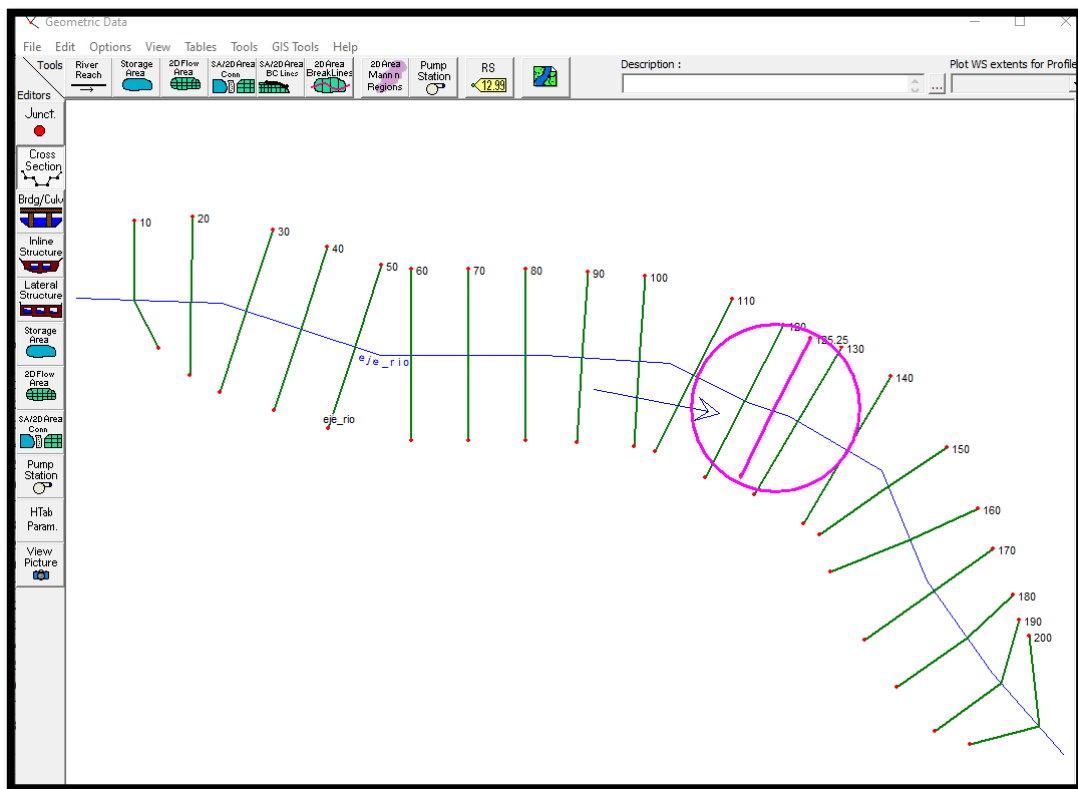 Geometric Data
File Edit Options View Tables Tools GIS Tools Help
Tools
Editors
River
Reach
Storage
Area
2D Flow
Area
SA/2D Area
Conn
SA/2D Area
BC Lines
2D Area
BreakLines
2D Area
Mann n
Regions
Pump
Station
RS
12.99
Description :
...
Plot WS extents for Profile
Junct.
Cross
Section
Brdg/Culv
Inline
Structure
Lateral
Structure
Storage
Area
2D Flow
Area
SA/2D Area
Conn
Pump
Station
HTab
Param.
View
Picture
10
20
30
40
50
60
70
80
90
100
110
120
125.25
130
140
150
160
170
180
190
200
eje_rio
eje_rio